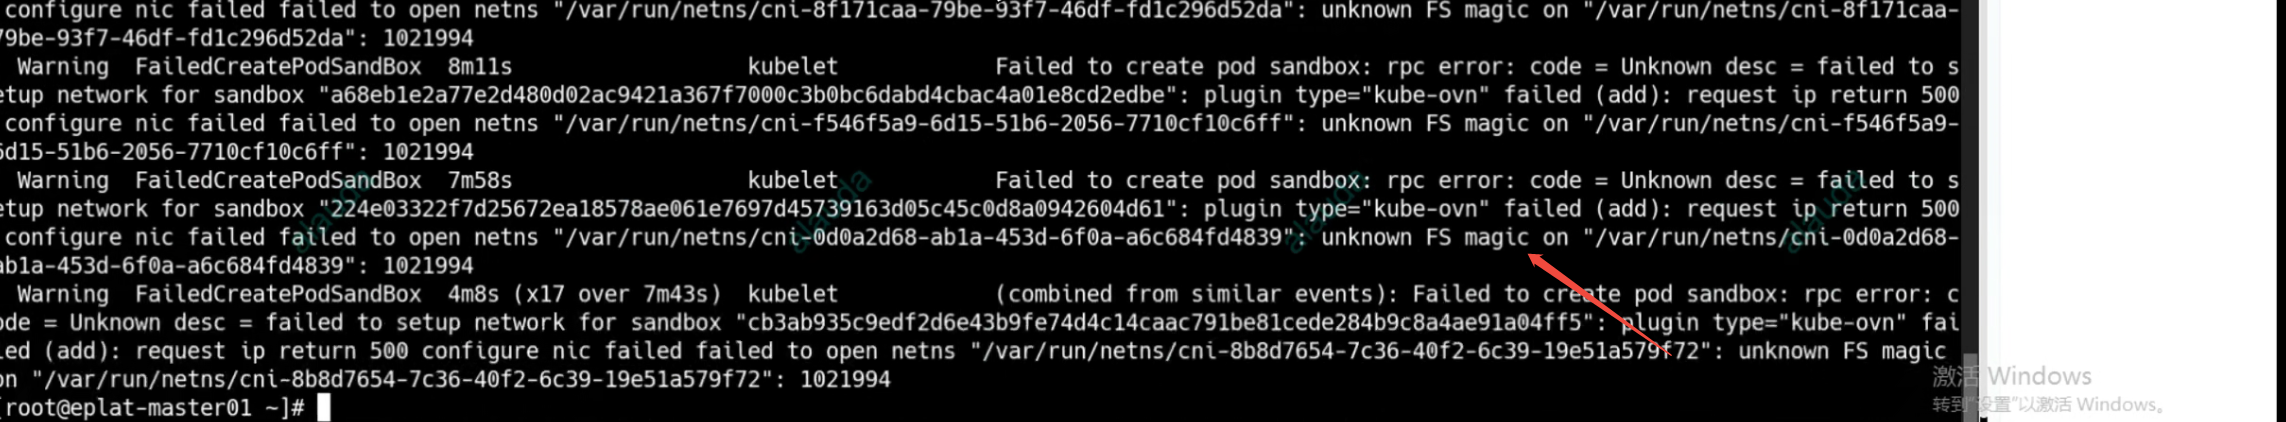 configure nic failed failed to open netns "/var/run/netns/cni-8f171caa-79be-93f7-46df-fd1c296d52da": unknown FS magic on "/var/run/netns/cni-8f171caa-
79be-93f7-46df-fd1c296d52da": 1021994
Warning  FailedCreatePodSandBox  8m11s                  kubelet            Failed to create pod sandbox: rpc error: code = Unknown desc = failed to s
etup network for sandbox "a68eb1e2a77e2d480d02ac9421a367f7000c3b0bc6dabd4cbac4a01e8cd2edbe": plugin type="kube-ovn" failed (add): request ip return 500
configure nic failed failed to open netns "/var/run/netns/cni-f546f5a9-6d15-51b6-2056-7710cf10c6ff": unknown FS magic on "/var/run/netns/cni-f546f5a9-
6d15-51b6-2056-7710cf10c6ff": 1021994
Warning  FailedCreatePodSandBox  7m58s                  kubelet            Failed to create pod sandbox: rpc error: code = Unknown desc = failed to s
etup network for sandbox "224e03322f7d25672ea18578ae061e7697d45739163d05c45c0d8a0942604d61": plugin type="kube-ovn" failed (add): request ip return 500
configure nic failed failed to open netns "/var/run/netns/cni-0d0a2d68-ab1a-453d-6f0a-a6c684fd4839": unknown FS magic on "/var/run/netns/cni-0d0a2d68-
ab1a-453d-6f0a-a6c684fd4839": 1021994
Warning  FailedCreatePodSandBox  4m8s (x17 over 7m43s)  kubelet            (combined from similar events): Failed to create pod sandbox: rpc error: c
ode = Unknown desc = failed to setup network for sandbox "cb3ab935c9edf2d6e43b9fe74d4c14caac791be81cede284b9c8a4ae91a04ff5": plugin type="kube-ovn" fai
led (add): request ip return 500 configure nic failed failed to open netns "/var/run/netns/cni-8b8d7654-7c36-40f2-6c39-19e51a579f72": unknown FS magic
on "/var/run/netns/cni-8b8d7654-7c36-40f2-6c39-19e51a579f72": 1021994
[root@eplat-master01 ~]#
alauda
alauda
alauda
alauda
激活 Windows
转到"设置"以激活 Windows。